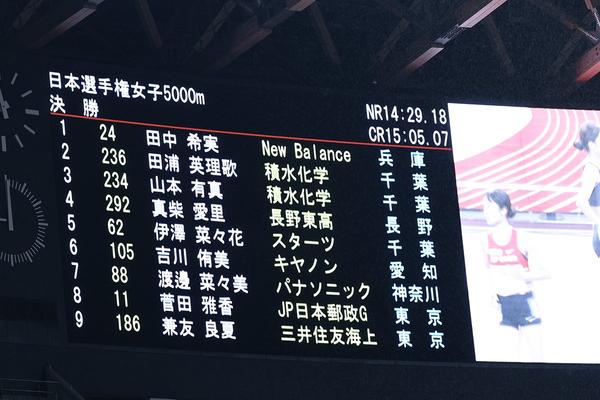 日本選手権女子5000m
決 勝
NR14:29.18
CR15:05.07
1 24 田中 希実 New Balance 兵 庫
2 236 田浦 英理歌 積水化学 千 葉
3 234 山本 有真 積水化学 千 葉
4 292 真柴 愛里 長野東高 長 野
5 62 伊澤 菜々花 スターツ 千 葉
6 105 吉川 侑美 キヤノン 愛 知
7 88 渡邊 菜々美 パナソニック 神奈川
8 11 菅田 雅香 JP日本郵政G 東 京
9 186 兼友 良夏 三井住友海上 東 京